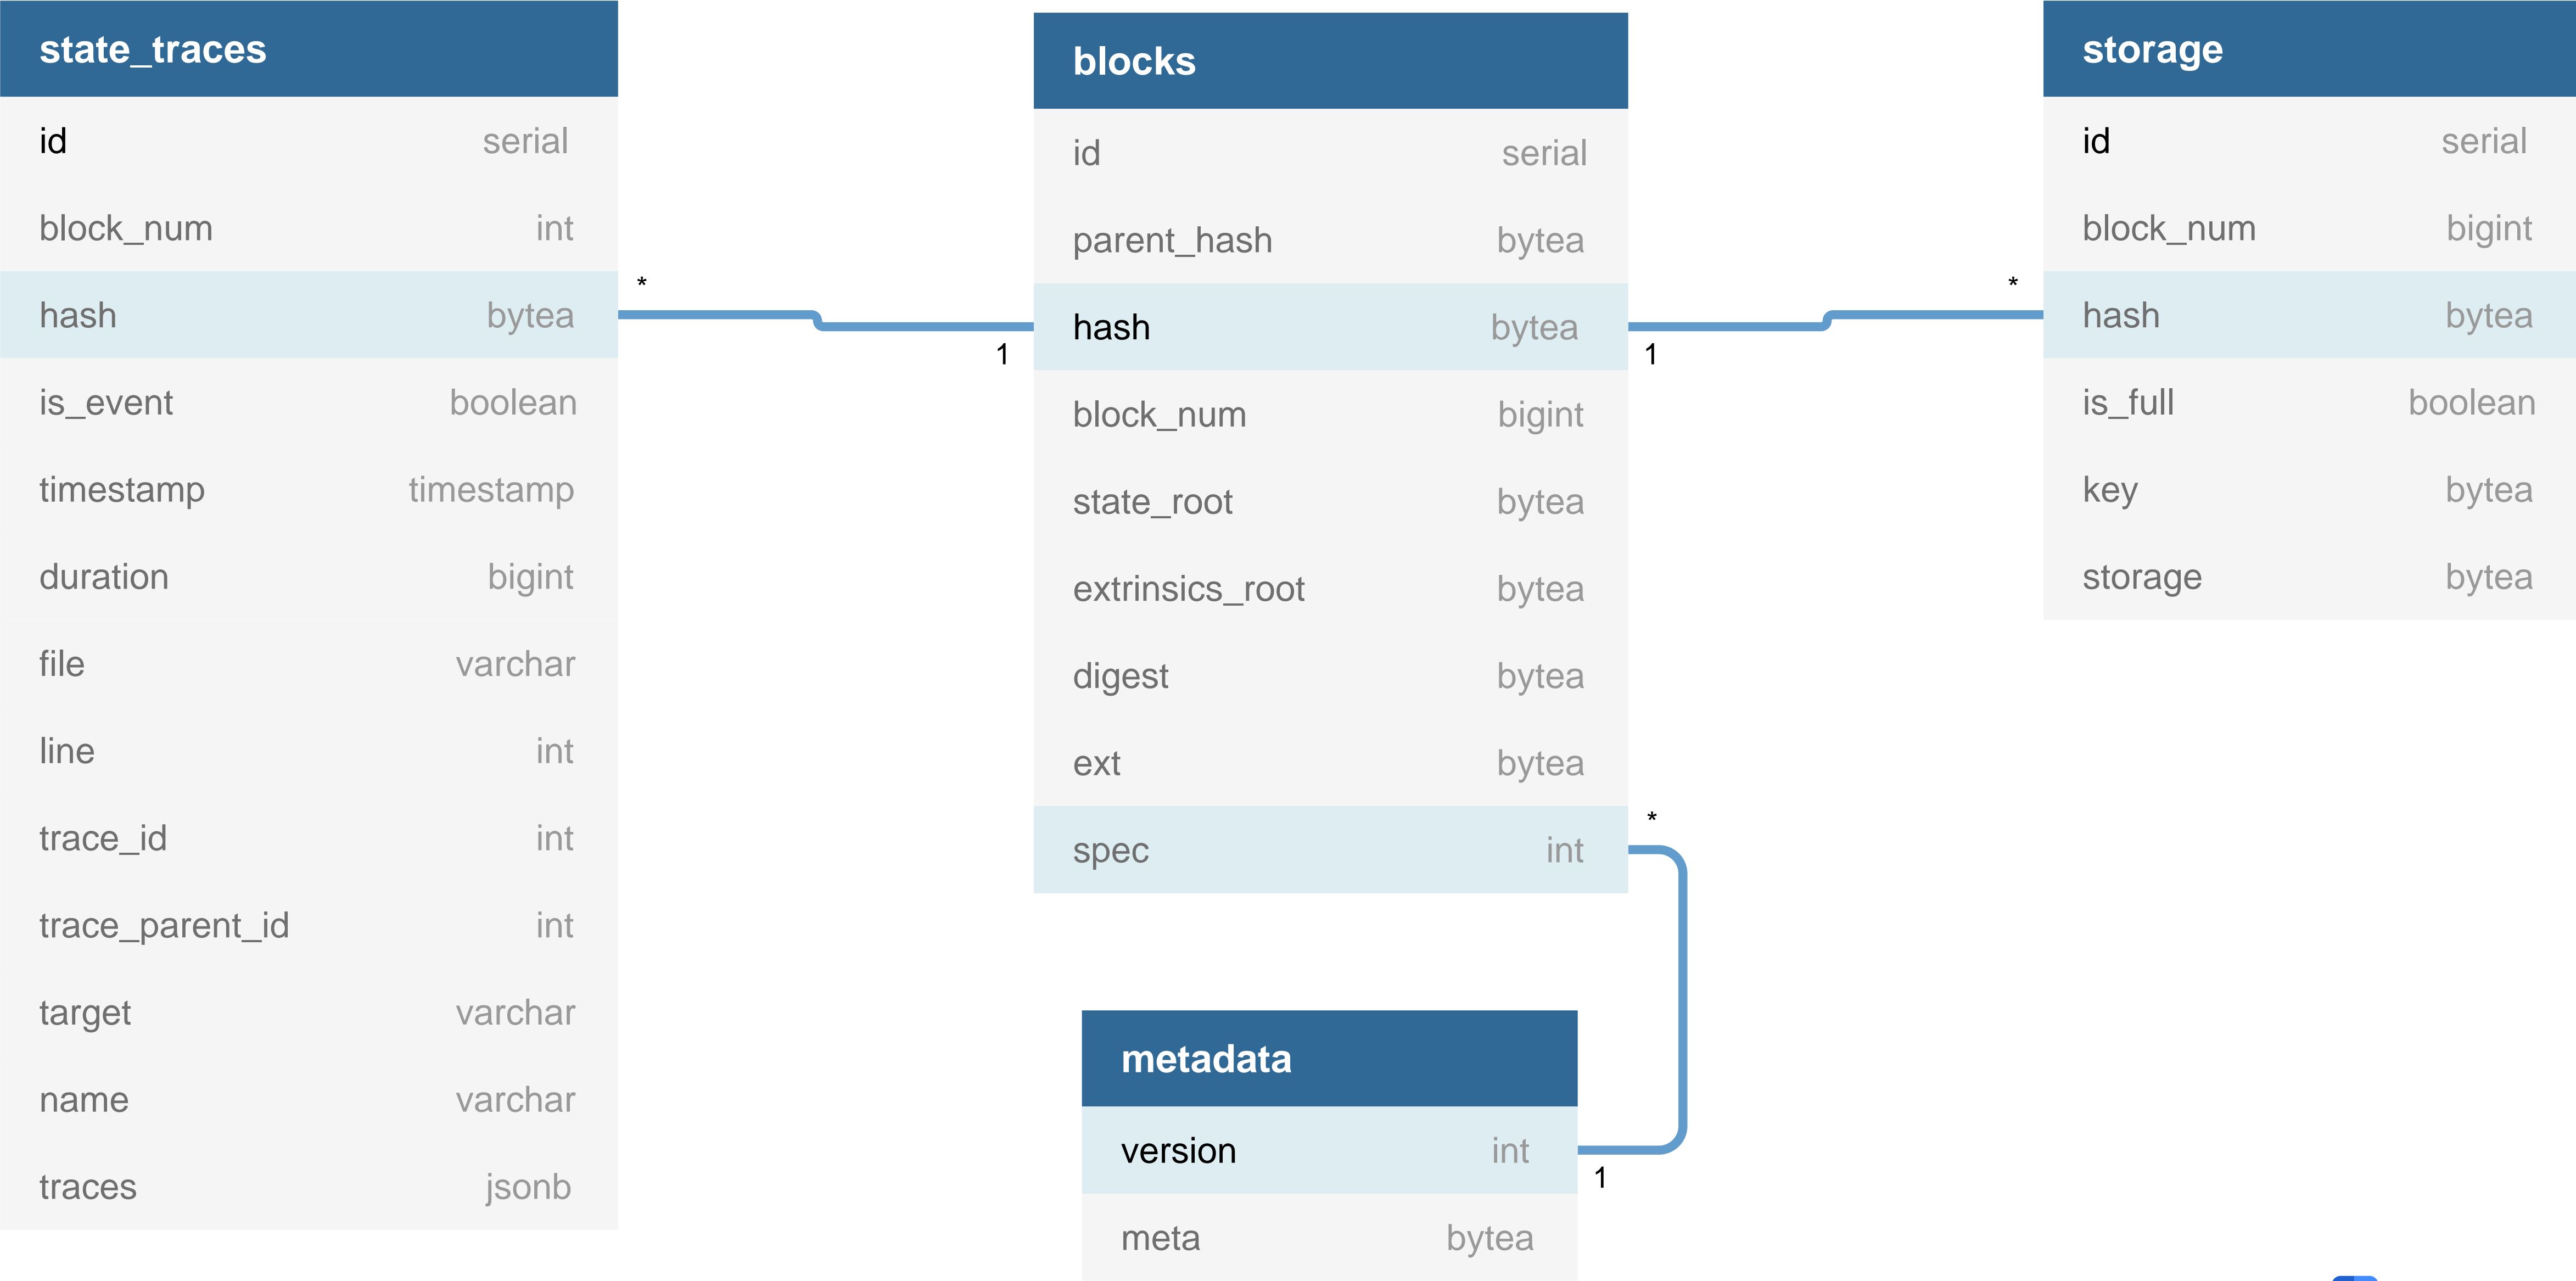 state_traces
id serial
block_num int
hash bytea
is_event boolean
timestamp timestamp
duration bigint
file varchar
line int
trace_id int
trace_parent_id int
target varchar
name varchar
traces jsonb
*
1
blocks
id serial
parent_hash bytea
hash bytea
block_num bigint
state_root bytea
extrinsics_root bytea
digest bytea
ext bytea
spec int
1
*
*
1
metadata
version int
meta bytea
storage
id serial
block_num bigint
hash bytea
is_full boolean
key bytea
storage bytea